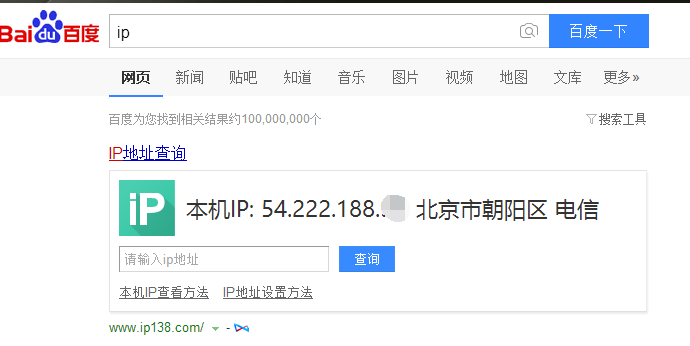 Bai du 百度 ip 百度一下
网页 新闻 贴吧 知道 音乐 图片 视频 地图 文库 更多»
百度为您找到相关结果约100,000,000个 搜索工具
IP地址查询
iP 本机IP: 54.222.188. 北京市朝阳区 电信
请输入ip地址 查询
本机IP查看方法 IP地址设置方法
www.ip138.com/ -